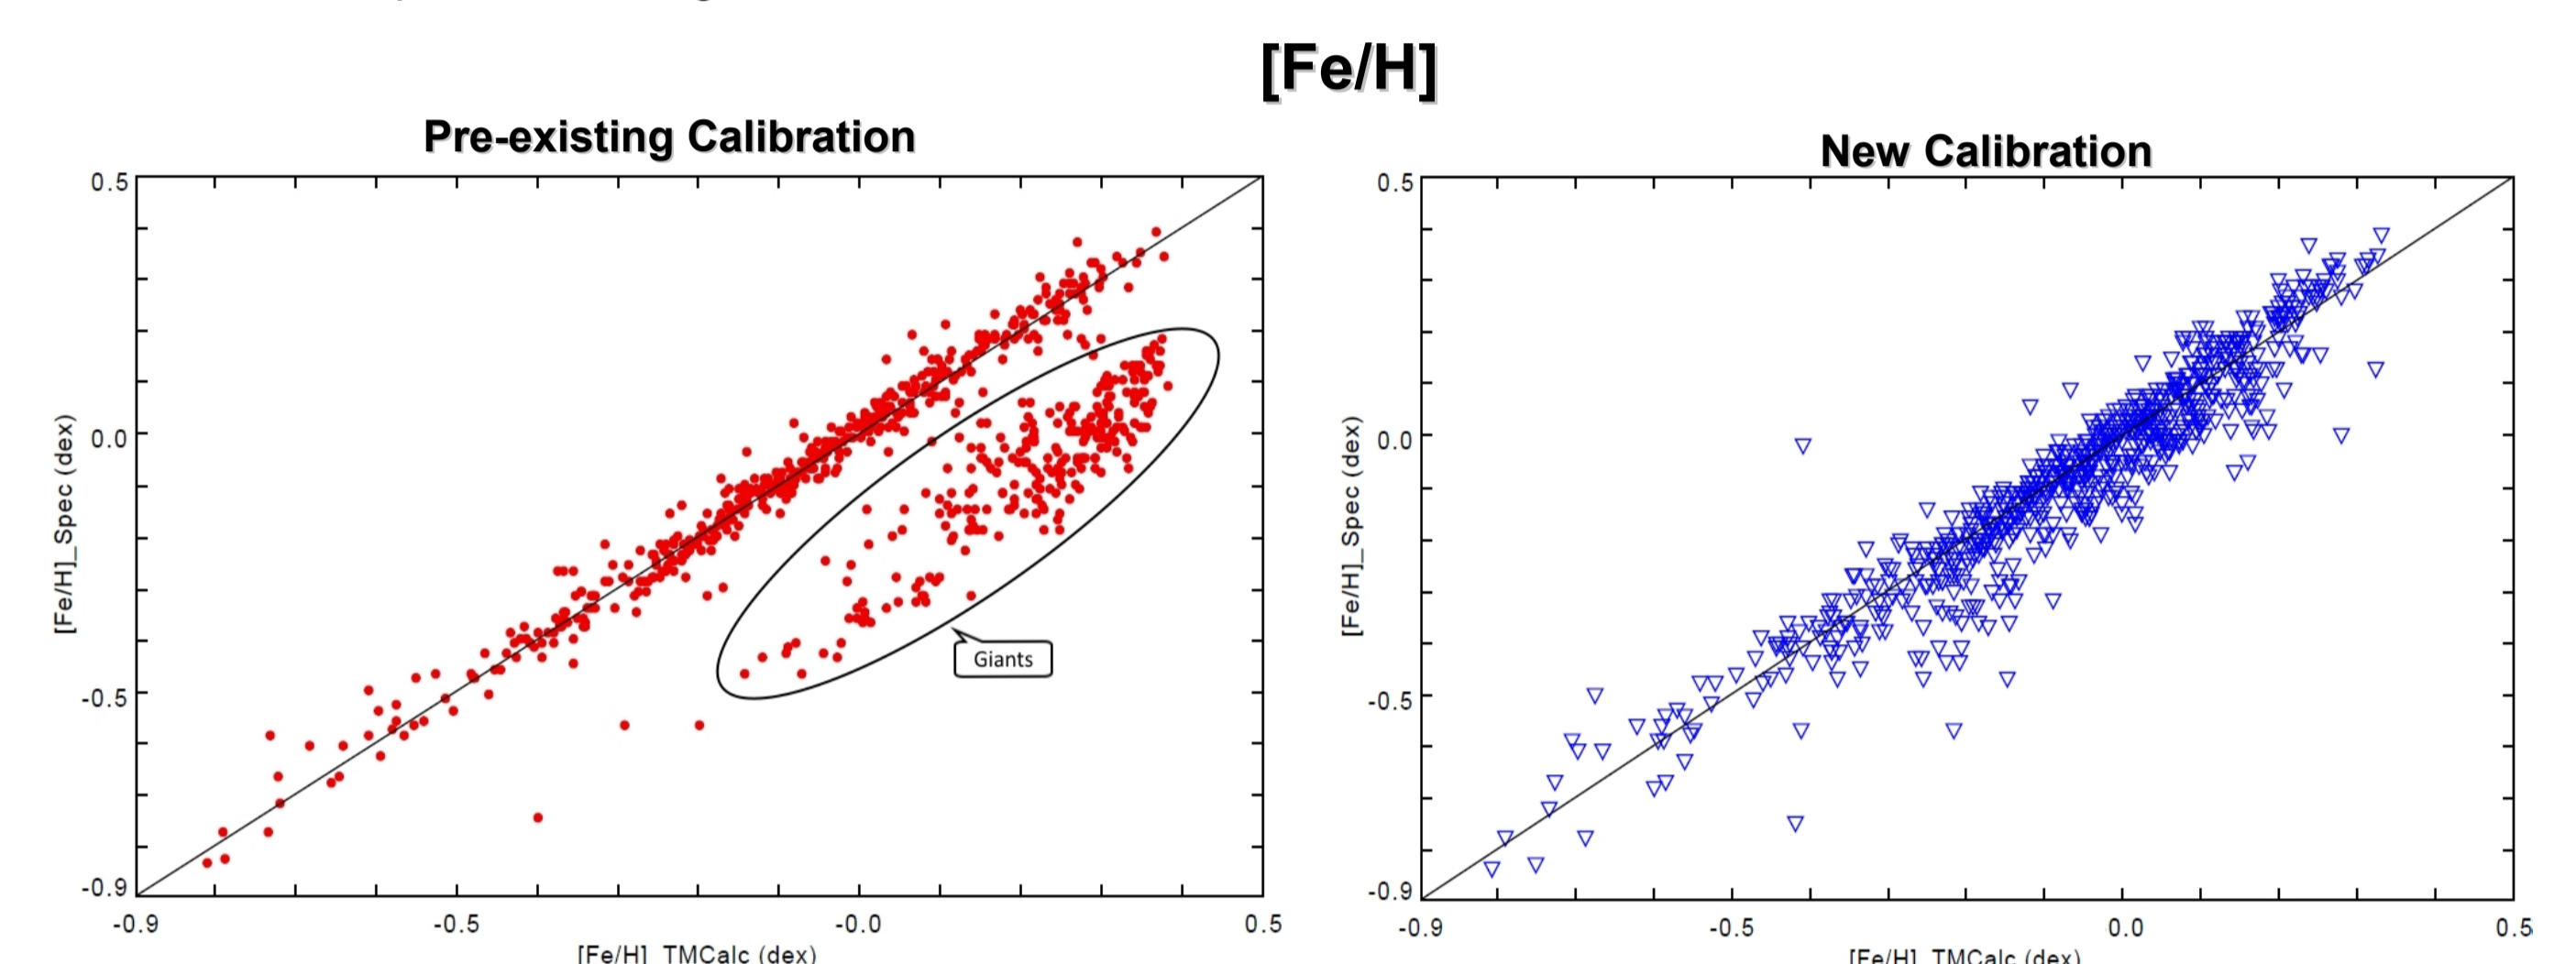 [Fe/H]
Pre-existing Calibration
New Calibration
0.5
0.0
-0.5
-0.9
[Fe/H]_Spec (dex)
Giants
-0.9
-0.5
-0.0
0.5
[Fe/H]_TMCalc (dex)
0.5
0.0
-0.5
-0.9
[Fe/H]_Spec (dex)
-0.9
-0.5
0.0
0.5
[Fe/H]_TMCalc (dex)